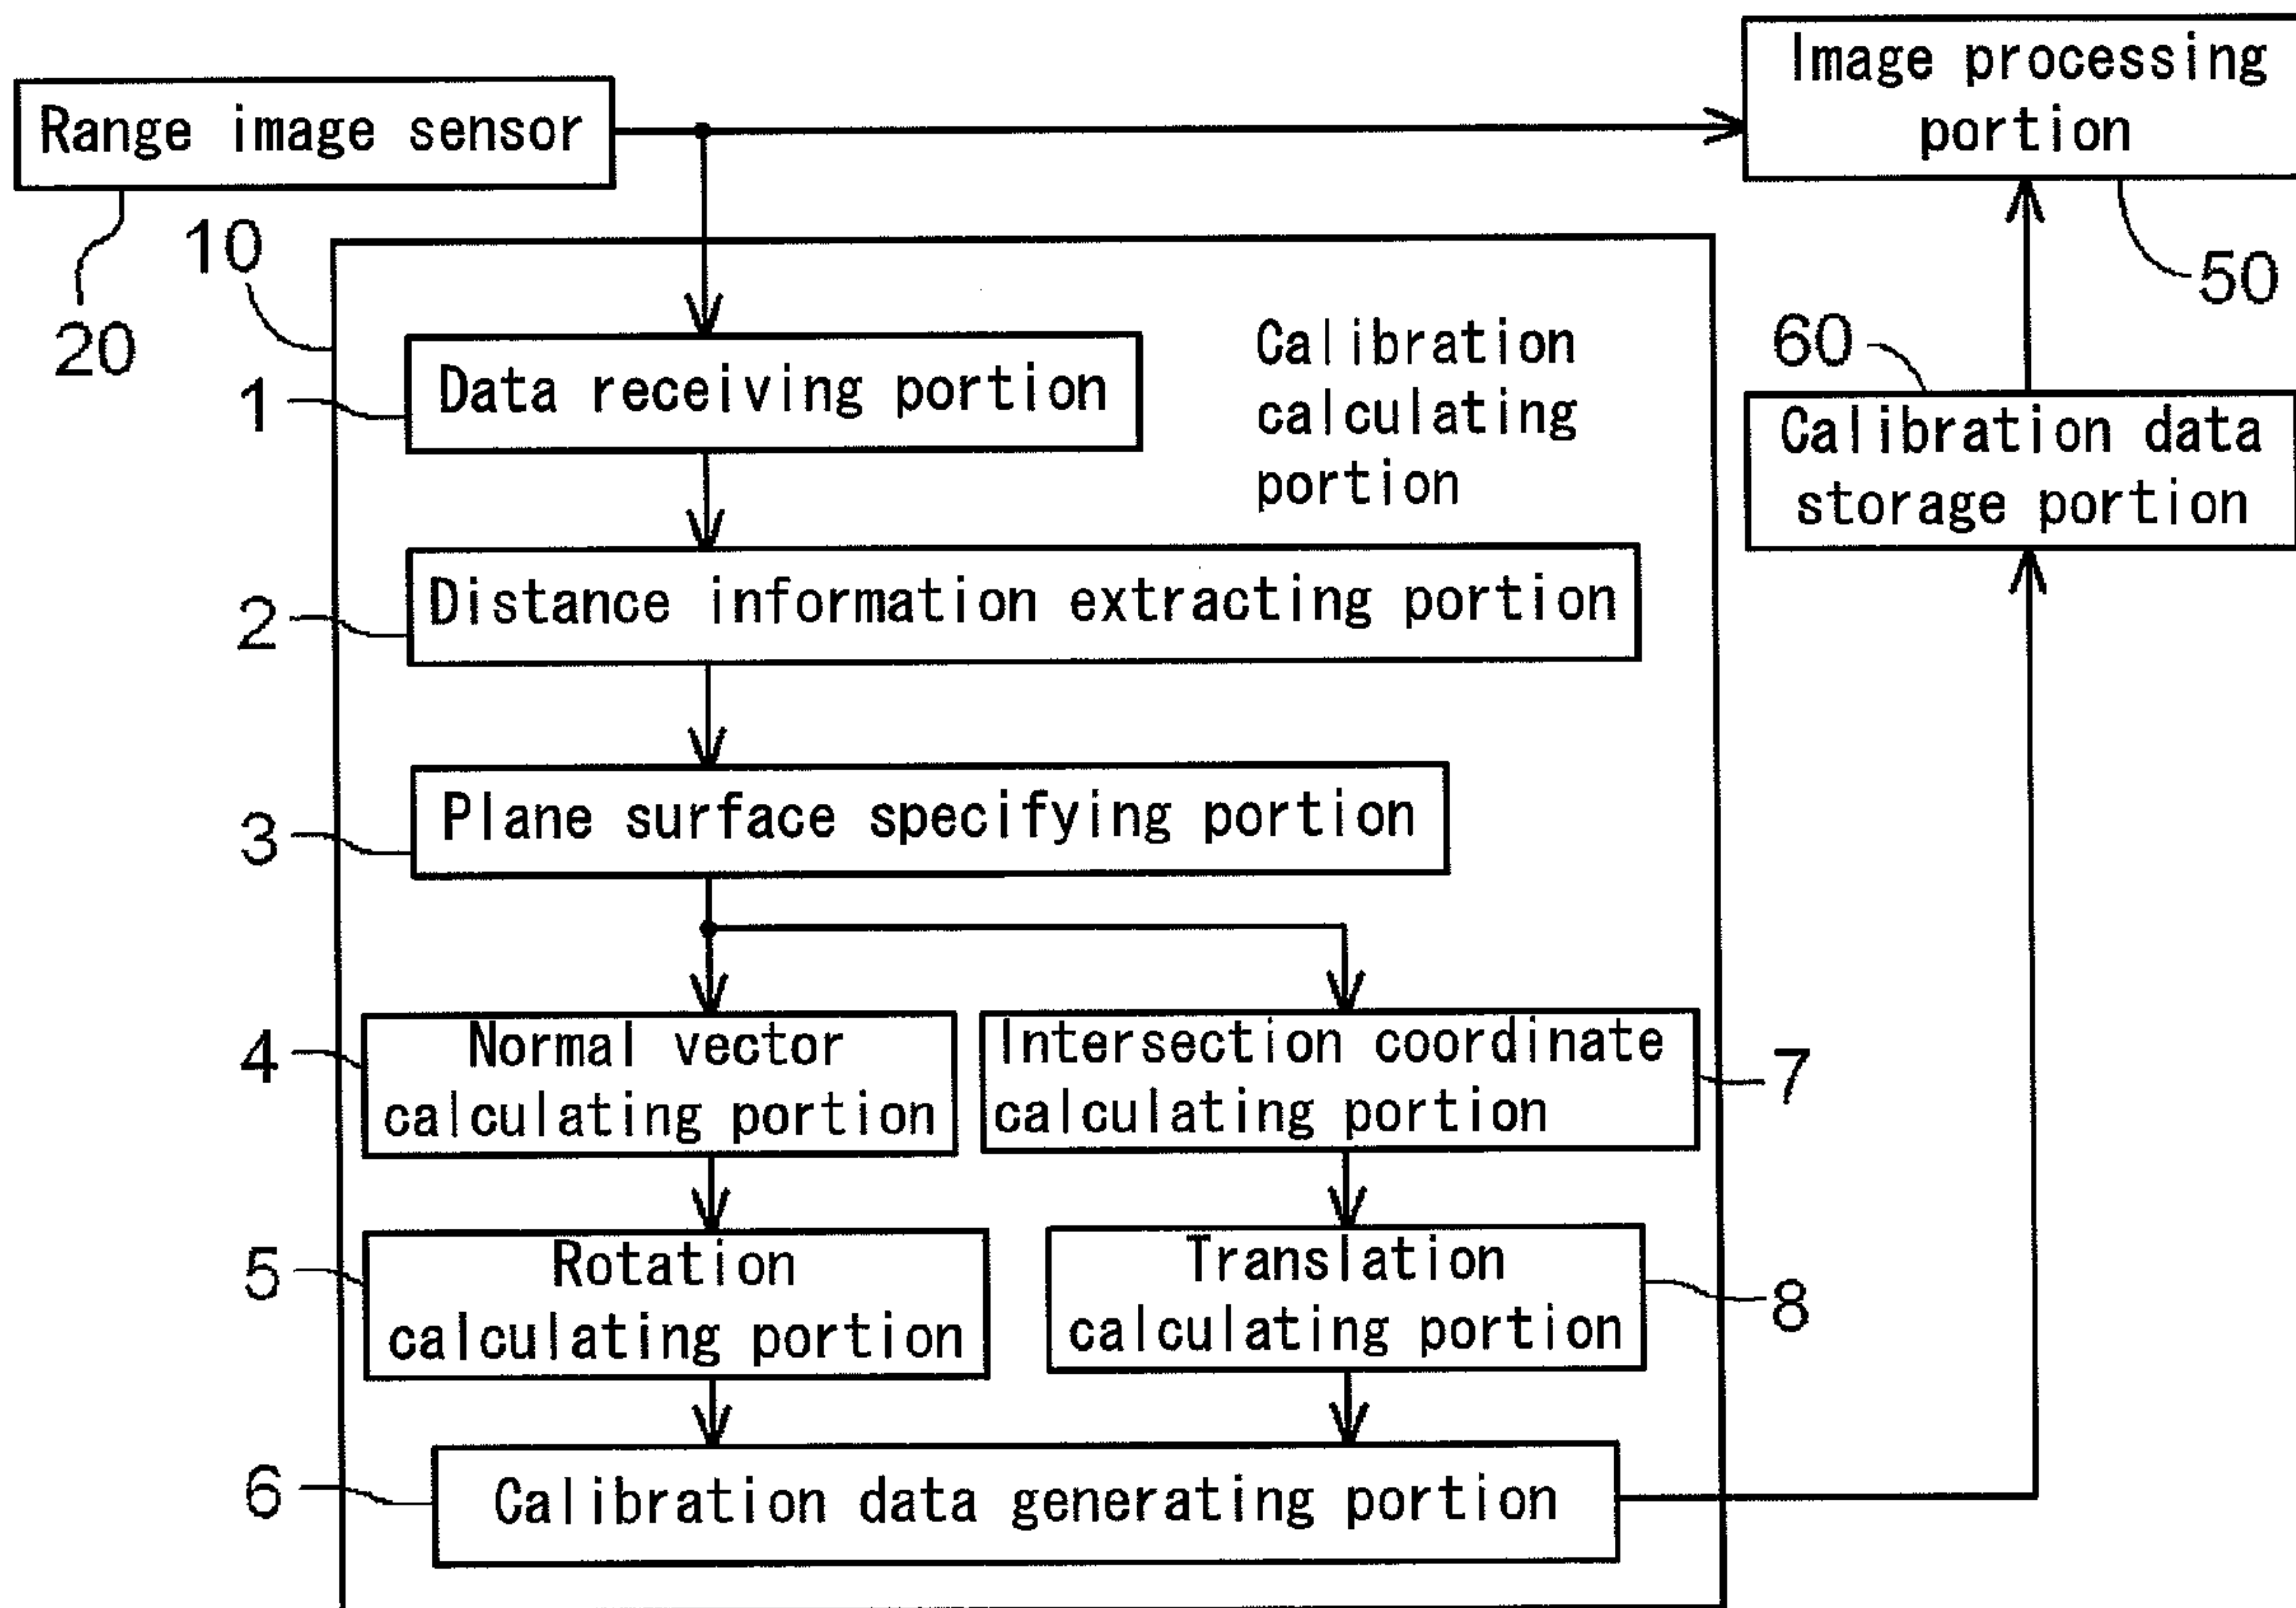 Image processing
portion
Range image sensor
10
50
20
Calibration
calculating
portion
60
1
Data receiving portion
Calibration data
storage portion
2
Distance information extracting portion
3
Plane surface specifying portion
4
Normal vector
calculating portion
Intersection coordinate
calculating portion
7
5
Rotation
calculating portion
Translation
calculating portion
8
6
Calibration data generating portion